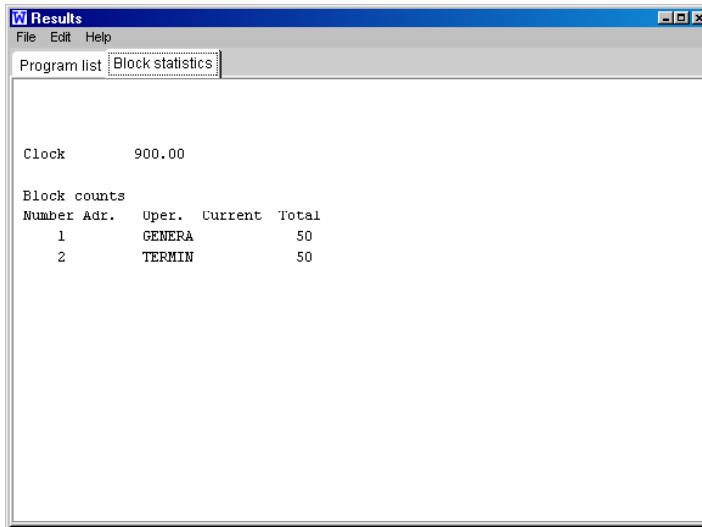 Results
File Edit Help
Program list Block statistics
Clock 900.00
Block counts
Number Adr. Oper. Current Total
1 GENERA 50
2 TERMIN 50